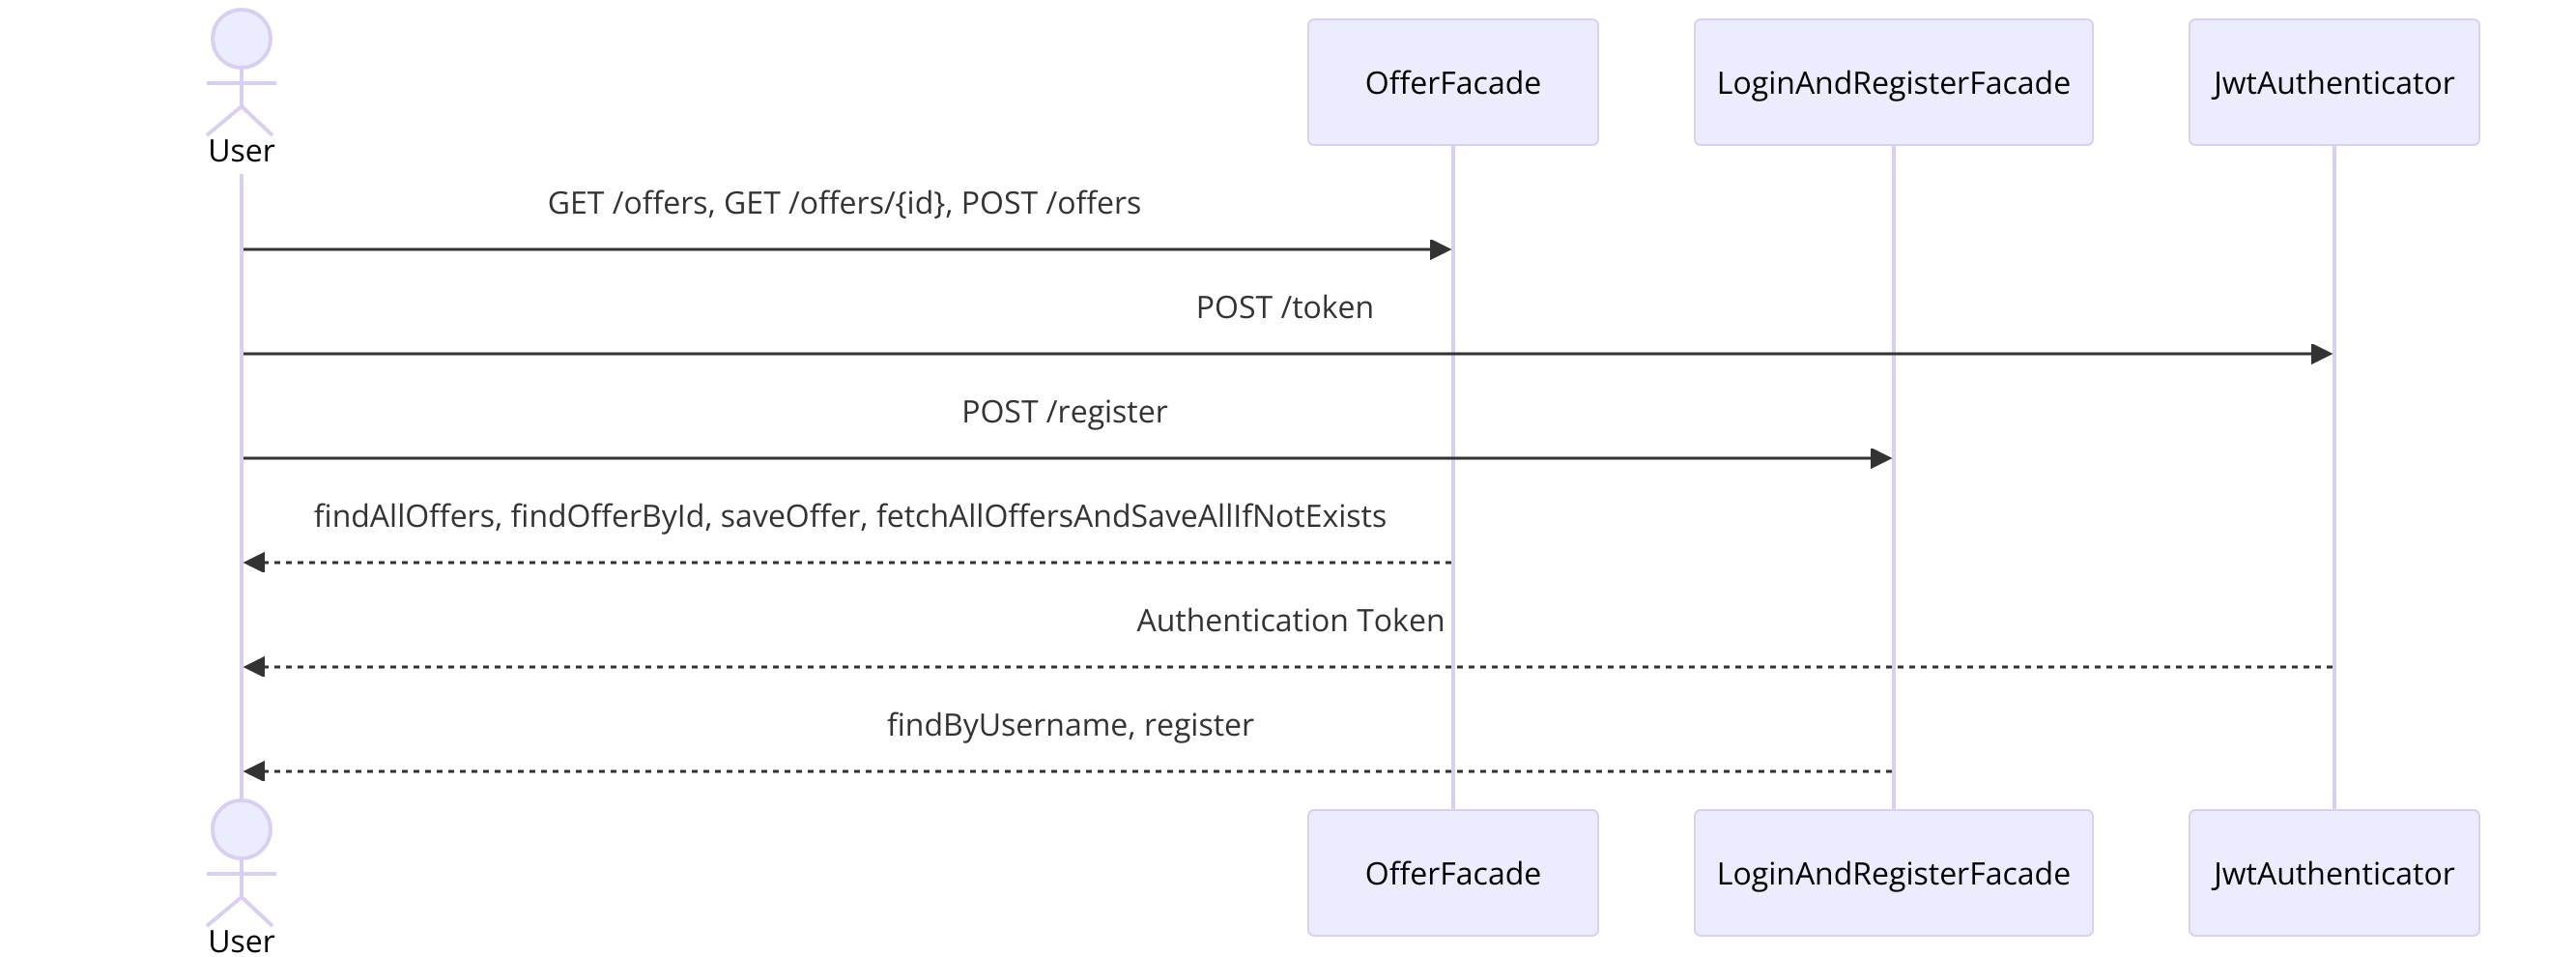 OfferFacade
LoginAndRegisterFacade
JwtAuthenticator
User
GET /offers, GET /offers/{id}, POST /offers
POST /token
POST /register
findAllOffers, findOfferById, saveOffer, fetchAllOffersAndSaveAllIfNotExists
Authentication Token
findByUsername, register
OfferFacade
LoginAndRegisterFacade
JwtAuthenticator
User